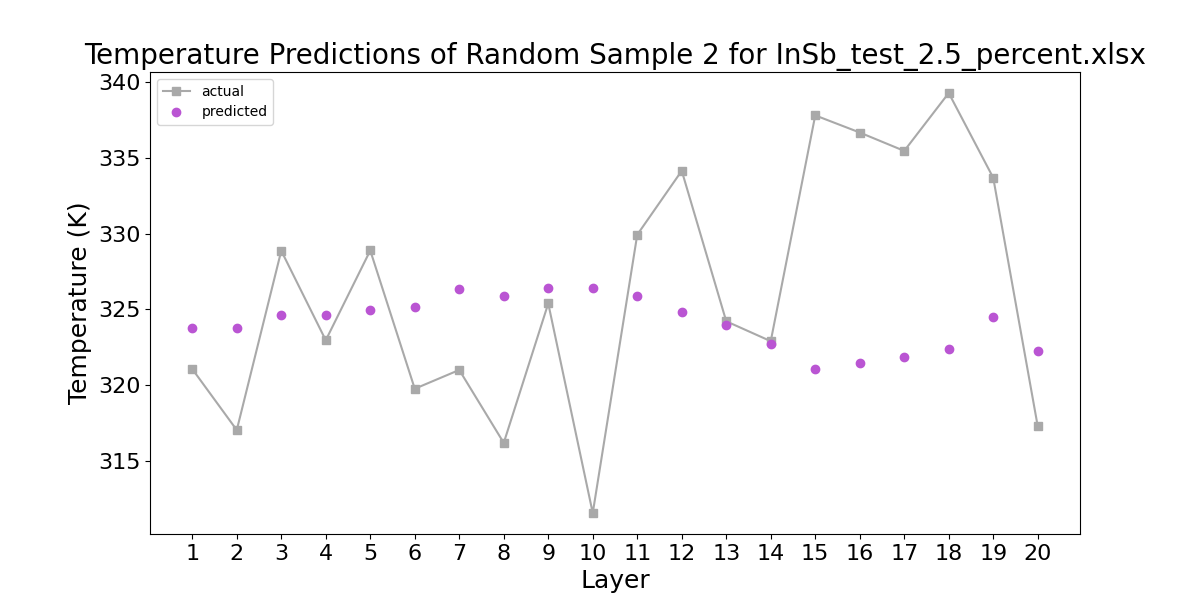 Temperature Predictions of Random Sample 2 for InSb_test_2.5_percent.xlsx
actual
predicted
Temperature (K)
340
335
330
325
320
315
1 2 3 4 5 6 7 8 9 10 11 12 13 14 15 16 17 18 19 20
Layer